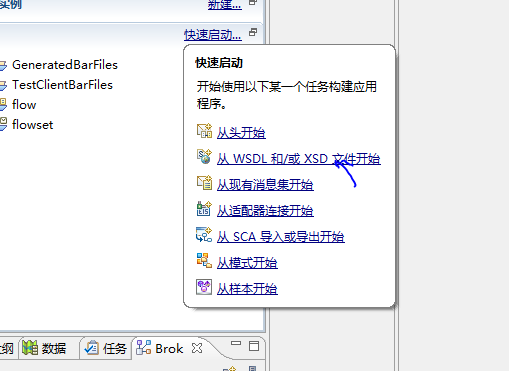 实例
新建...
快速启动...
GeneratedBarFiles
TestClientBarFiles
flow
flowset
快速启动
开始使用以下某一个任务构建应用
程序。
从头开始
从 WSDL 和/或 XSD 文件开始
从现有消息集开始
从适配器连接开始
从 SCA 导入或导出开始
从模式开始
从样本开始
纲 数据 任务 Brok